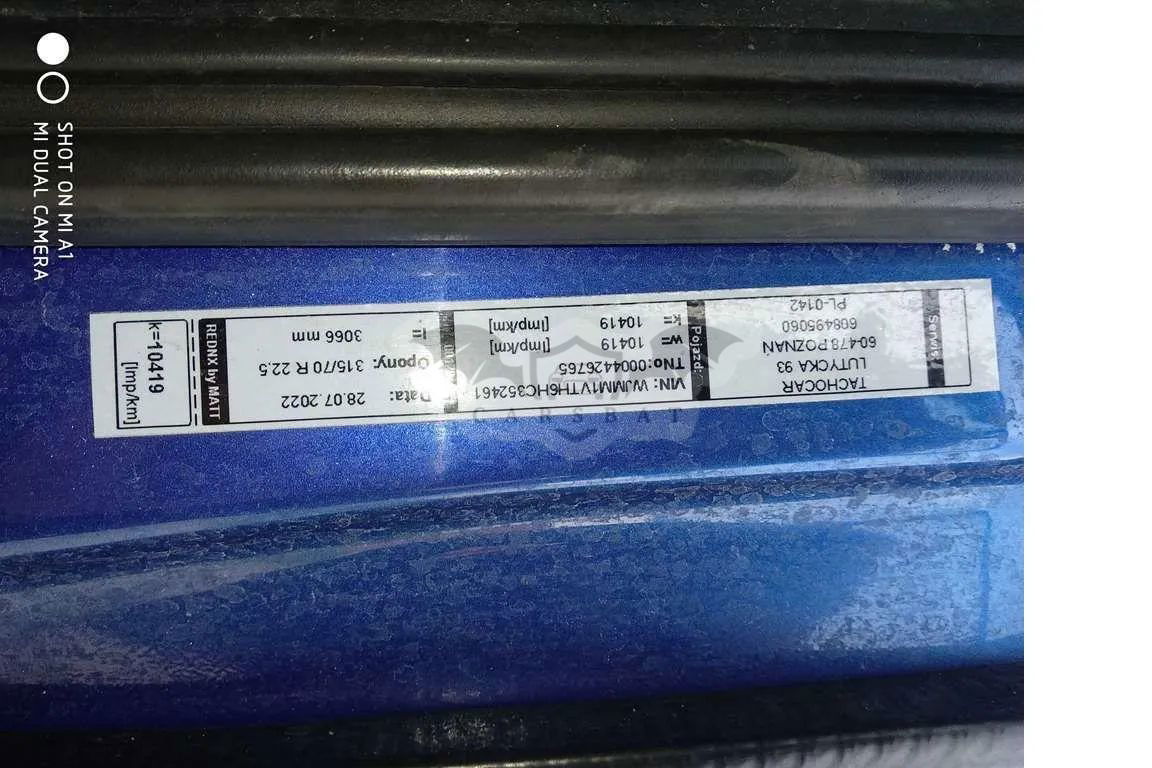 SHOT ON MI A1
MI DUAL CAMERA
Serwis:
TACHOCAR
LUTYCKA 93
60-478 POZNAŃ
608495060
PL-0142
Pojazd:
VIN: WJMM1VTH6HC352461
TNo:0004426765
w= 10419 [Imp/km]
k= 10419 [Imp/km]
Data: 28.07.2022
Opony: 315/70 R 22,5
l= 3066 mm
REDNX by MATT
k=10419
[Imp/km]
CARSBAT